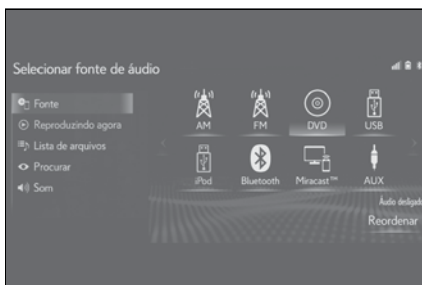 Selecionar fonte de áudio
Fonte
Reproduzindo agora
Lista de arquivos
Procurar
Som
AM
FM
DVD
USB
iPod
Bluetooth
Miracast™
AUX
Áudio desligado
Reordenar